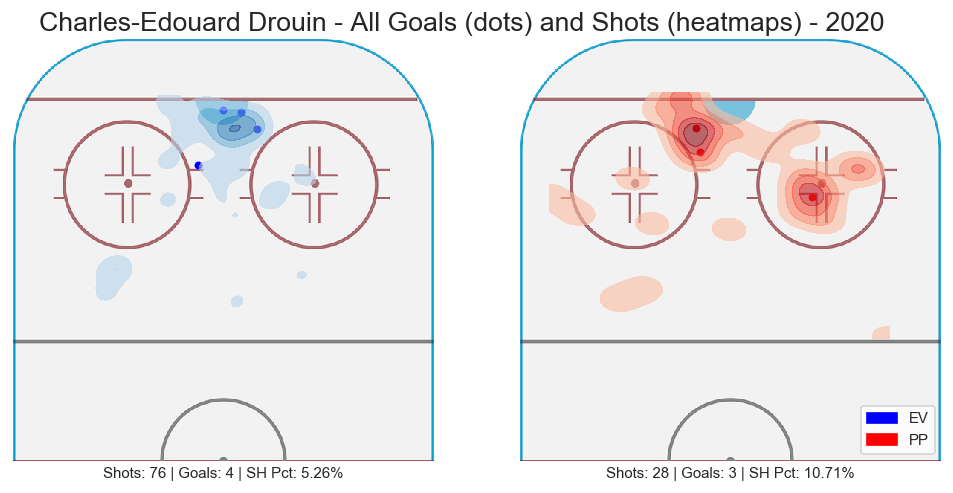 Charles-Edouard Drouin - All Goals (dots) and Shots (heatmaps) - 2020
EV
PP
Shots: 76 | Goals: 4 | SH Pct: 5.26%
Shots: 28 | Goals: 3 | SH Pct: 10.71%